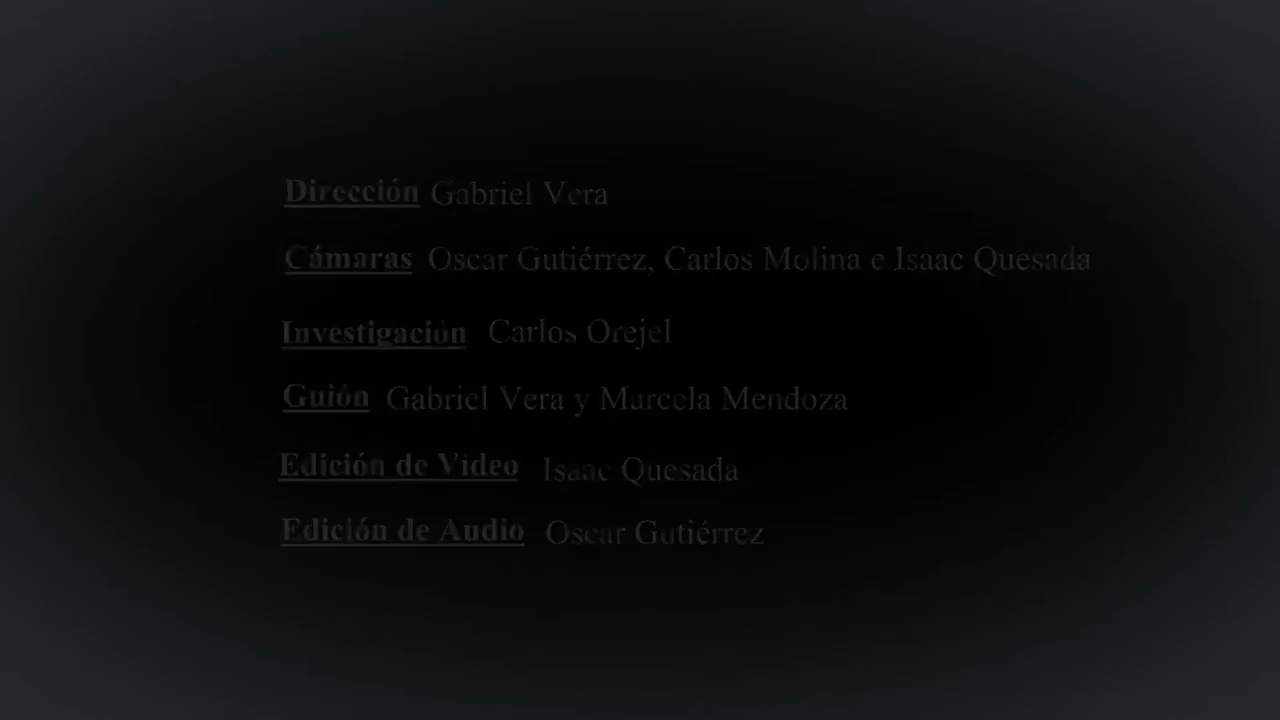 Dirección Gabriel Vera
Cámaras Oscar Gutiérrez, Carlos Molina e Isaac Quesada
Investigación Carlos Orejel
Guión Gabriel Vera y Marcela Mendoza
Edición de Video Isaac Quesada
Edición de Audio Oscar Gutiérrez